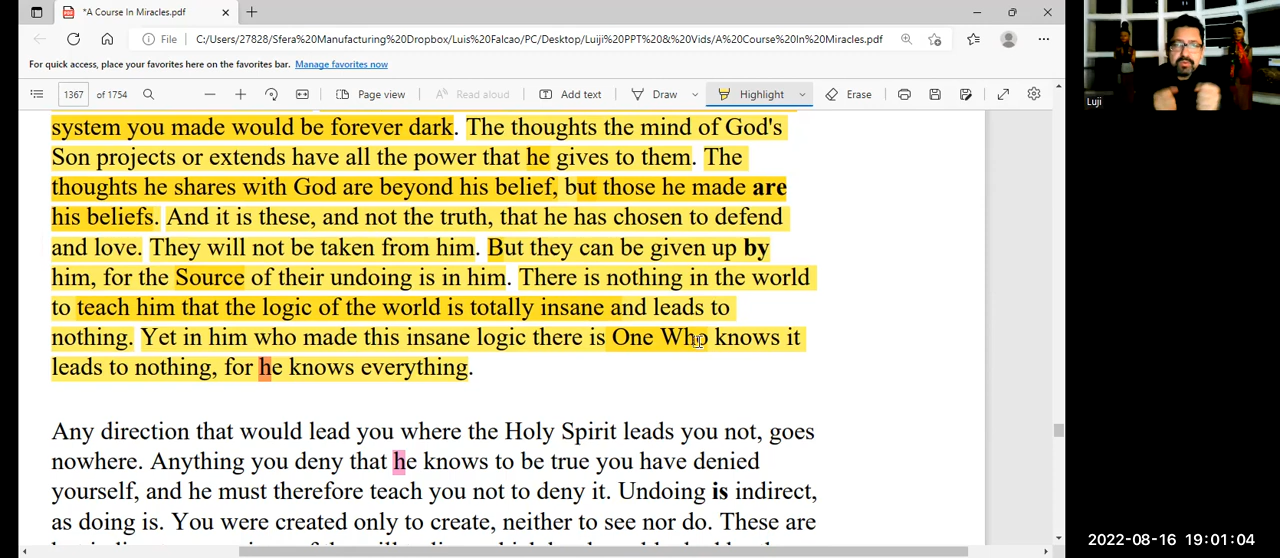 *A Course In Miracles.pdf
File
C:/Users/27828/Sfera%20Manufacturing%20Dropbox/Luis%20Falcao/PC/Desktop/Luiji%20PPT%20&%20Vids/A%20Course%20In%20Miracles.pdf
For quick access, place your favorites here on the favorites bar. Manage favorites now
1367 of 1754 Page view Read aloud Add text Draw Highlight Erase
system you made would be forever dark. The thoughts the mind of God's
Son projects or extends have all the power that he gives to them. The
thoughts he shares with God are beyond his belief, but those he made are
his beliefs. And it is these, and not the truth, that he has chosen to defend
and love. They will not be taken from him. But they can be given up by
him, for the Source of their undoing is in him. There is nothing in the world
to teach him that the logic of the world is totally insane and leads to
nothing. Yet in him who made this insane logic there is One Who knows it
leads to nothing, for he knows everything.
Any direction that would lead you where the Holy Spirit leads you not, goes
nowhere. Anything you deny that he knows to be true you have denied
yourself, and he must therefore teach you not to deny it. Undoing is indirect,
as doing is. You were created only to create, neither to see nor do. These are
Luji
2022-08-16 19:01:04